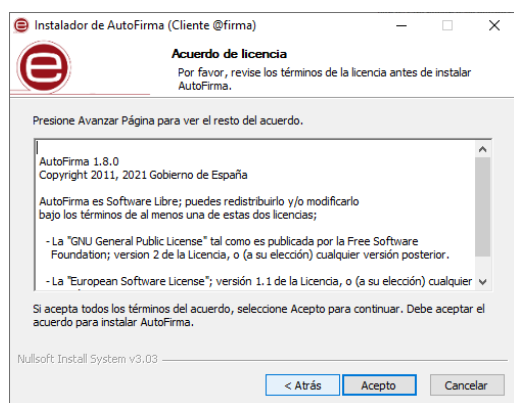 Instalador de AutoFirma (Cliente @firma)
Acuerdo de licencia
Por favor, revise los términos de la licencia antes de instalar
AutoFirma.
Presione Avanzar Página para ver el resto del acuerdo.
AutoFirma 1.8.0
Copyright 2011, 2021 Gobierno de España
AutoFirma es Software Libre; puedes redistribuirlo y/o modificarlo
bajo los términos de al menos una de estas dos licencias;
- La "GNU General Public License" tal como es publicada por la Free Software
Foundation; version 2 de la Licencia, o (a su elección) cualquier versión posterior.
- La "European Software License"; versión 1.1 de la Licencia, o (a su elección) cualquier
Si acepta todos los términos del acuerdo, seleccione Acepto para continuar. Debe aceptar el
acuerdo para instalar AutoFirma.
Nullsoft Install System v3.03
< Atrás
Acepto
Cancelar